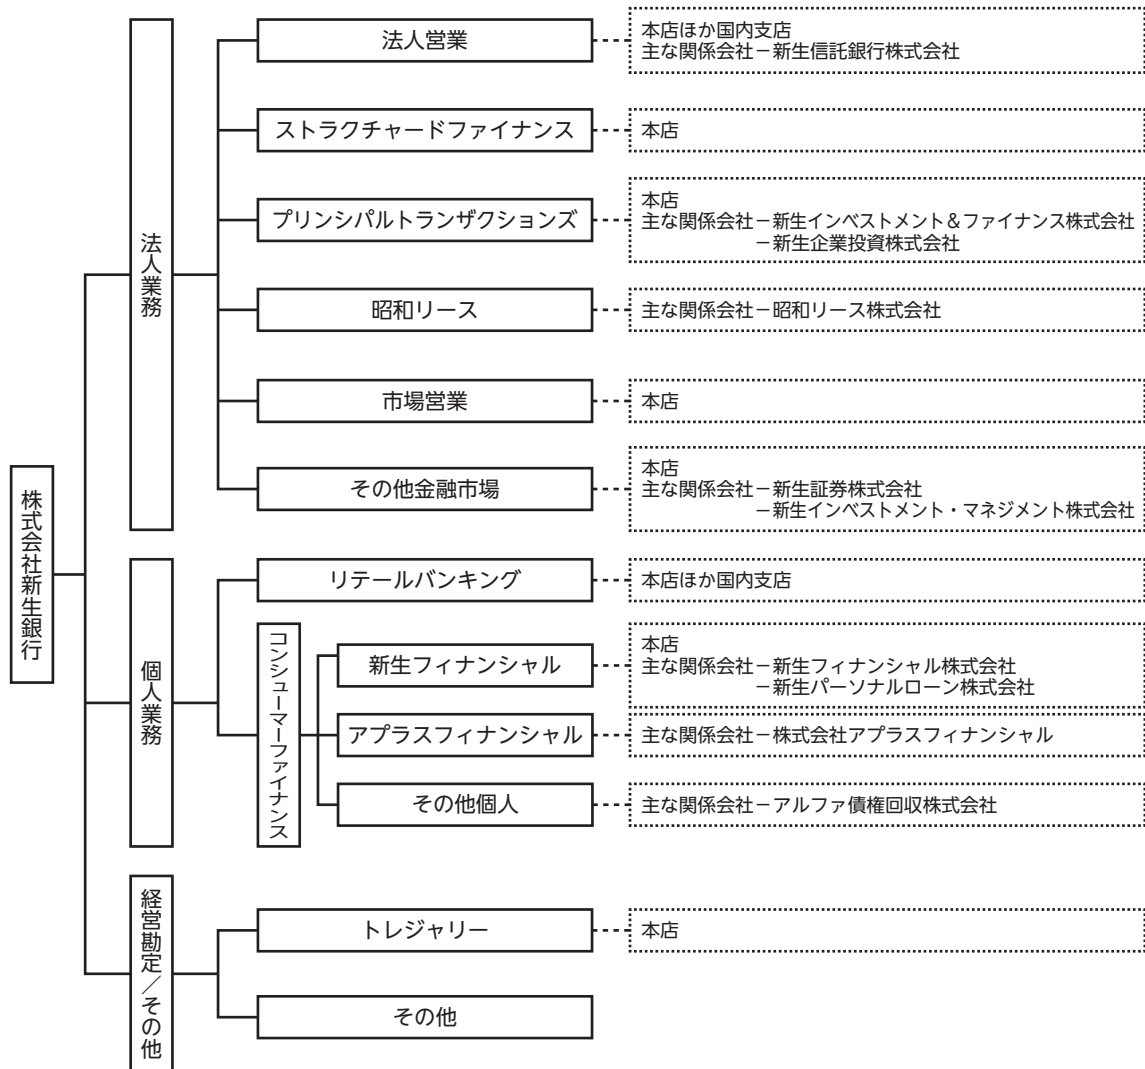 株式会社新生銀行
法人業務
法人営業
本店ほか国内支店
主な関係会社－新生信託銀行株式会社
ストラクチャードファイナンス
本店
プリンシパルトランザクションズ
本店
主な関係会社－新生インベストメント＆ファイナンス株式会社
－新生企業投資株式会社
昭和リース
主な関係会社－昭和リース株式会社
市場営業
本店
その他金融市場
本店
主な関係会社－新生証券株式会社
－新生インベストメント・マネジメント株式会社
個人業務
リテールバンキング
本店ほか国内支店
コンシューマーファイナンス
新生フィナンシャル
本店
主な関係会社－新生フィナンシャル株式会社
－新生パーソナルローン株式会社
アプラスフィナンシャル
主な関係会社－株式会社アプラスフィナンシャル
その他個人
主な関係会社－アルファ債権回収株式会社
経営勘定／その他
トレジャリー
本店
その他